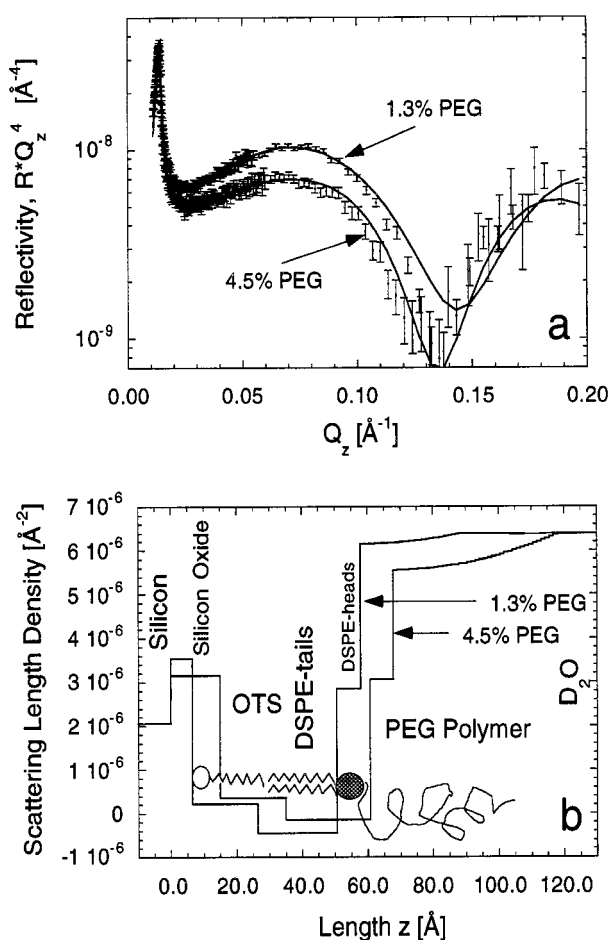 Reflectivity, R*Q_z^4 [Å^-4]
10^-8
10^-9
1.3% PEG
4.5% PEG
a
0.00 0.05 0.10 0.15 0.20
Q_z [Å^-1]
Scattering Length Density [Å^-2]
7 10^-6
6 10^-6
5 10^-6
4 10^-6
3 10^-6
2 10^-6
1 10^-6
0
-1 10^-6
Silicon
Silicon Oxide
OTS
DSPE-tails
DSPE-heads
1.3% PEG
4.5% PEG
PEG Polymer
D_2O
b
0.0 20.0 40.0 60.0 80.0 100.0 120.0
Length z [Å]